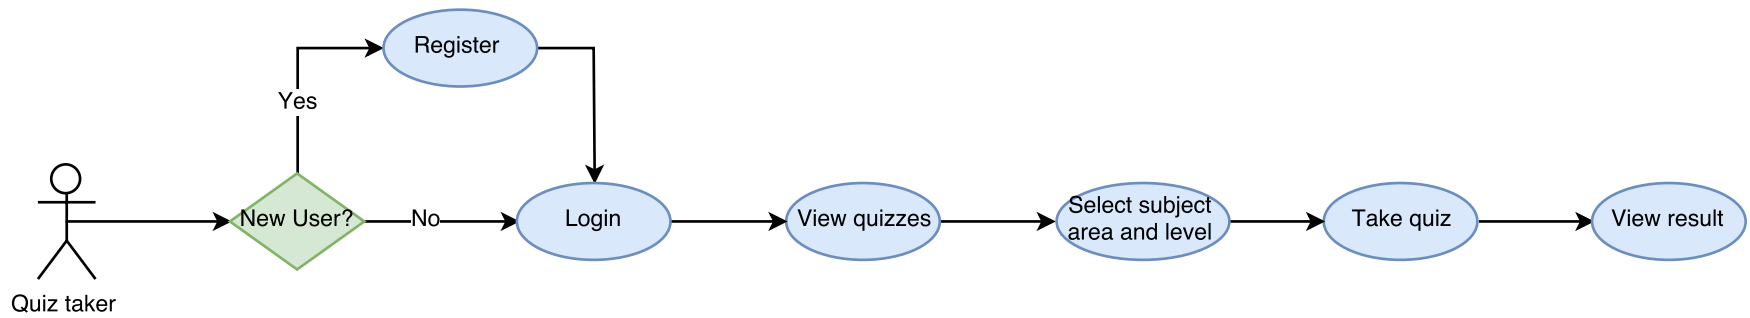 Register
Yes
New User?
No
Login
View quizzes
Select subject
area and level
Take quiz
View result
Quiz taker